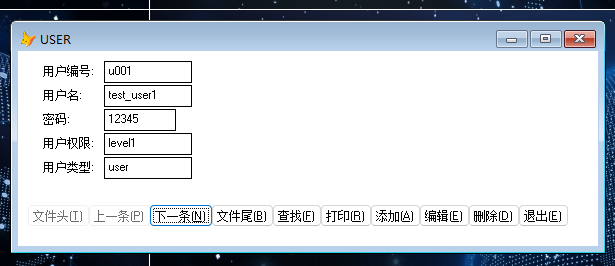 USER
用户编号: u001
用户名: test_user1
密码: 12345
用户权限: level1
用户类型: user
文件头(T) 上一条(P) 下一条(N) 文件尾(B) 查找(F) 打印(R) 添加(A) 编辑(E) 删除(D) 退出(E)